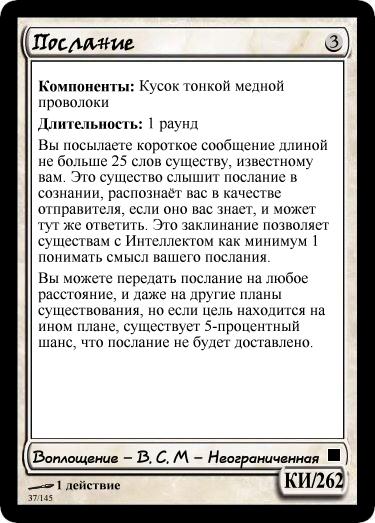 Послание 3
Компоненты: Кусок тонкой медной
проволоки
Длительность: 1 раунд
Вы посылаете короткое сообщение длиной
не больше 25 слов существу, известному
вам. Это существо слышит послание в
сознании, распознаёт вас в качестве
отправителя, если оно вас знает, и может
тут же ответить. Это заклинание позволяет
существам с Интеллектом как минимум 1
понимать смысл вашего послания.
Вы можете передать послание на любое
расстояние, и даже на другие планы
существования, но если цель находится на
ином плане, существует 5-процентный
шанс, что послание не будет доставлено.
Воплощение – В, С, М – Неограниченная
1 действие
КИ/262
37/145